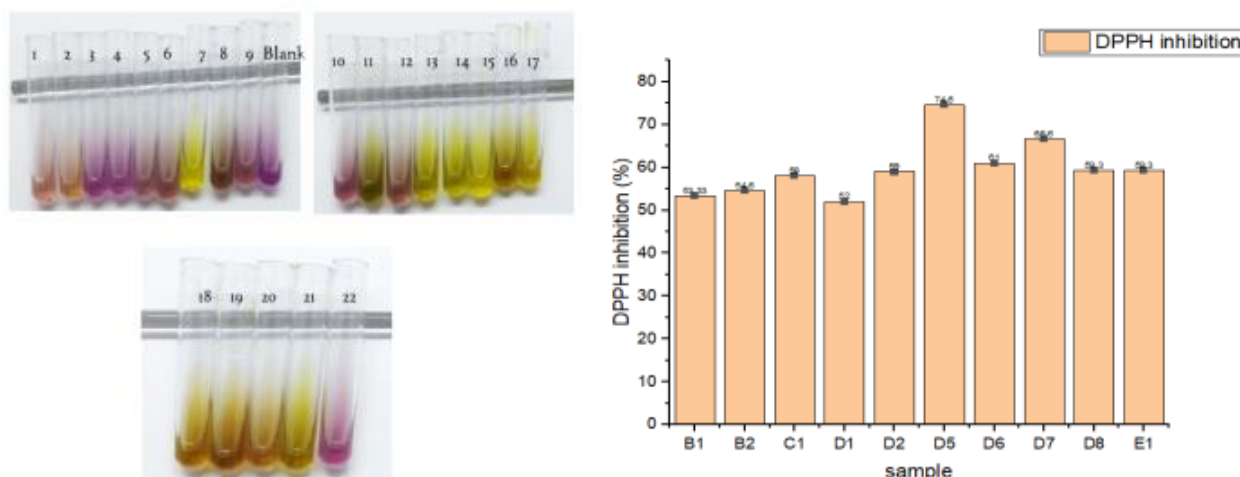 1 2 3 4 5 6 7 8 9 Blank
10 11 12 13 14 15 16 17
18 19 20 21 22
DPPH inhibition
DPPH inhibition (%)
80
70
60
50
40
30
20
10
0
53,33 54,6 58 52 59 74,6 61 66,6 59,3 59,3
B1 B2 C1 D1 D2 D5 D6 D7 D8 E1
sample